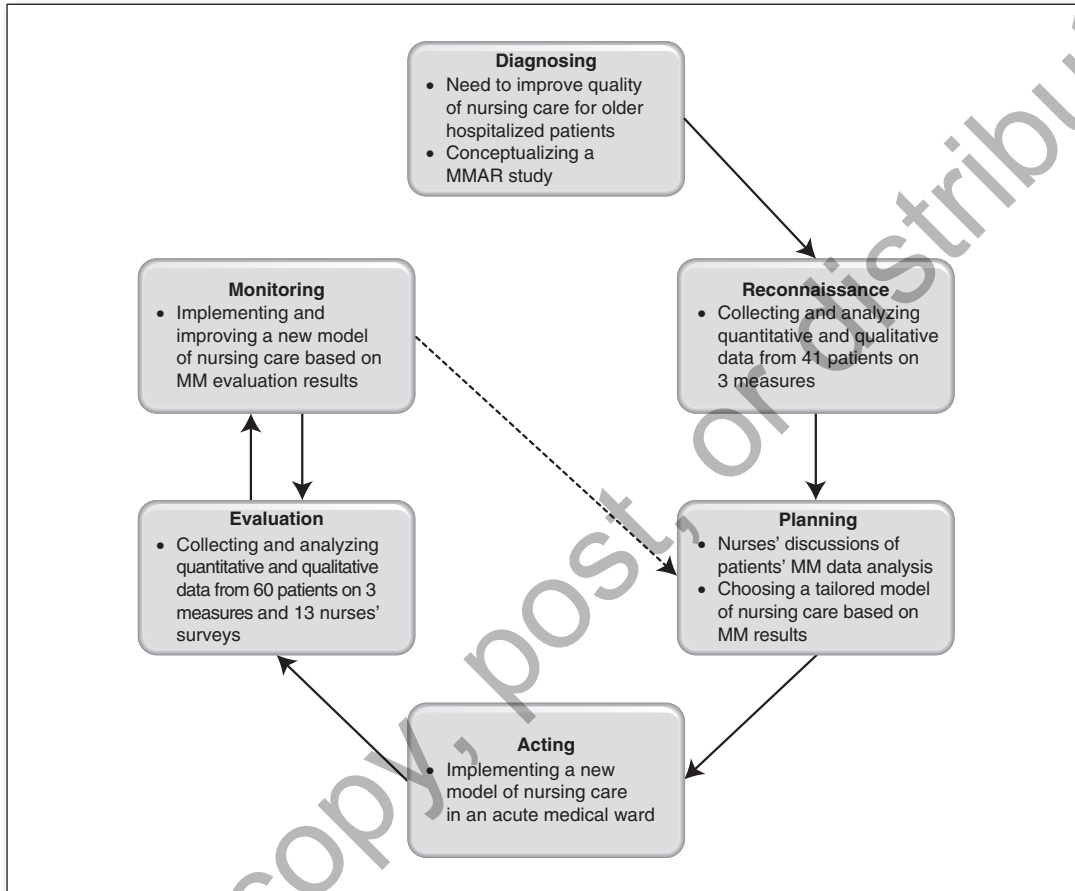 Diagnosing
• Need to improve quality
of nursing care for older
hospitalized patients
• Conceptualizing a
MMAR study
Monitoring
• Implementing and
improving a new model
of nursing care based on
MM evaluation results
Reconnaissance
• Collecting and analyzing
quantitative and qualitative
data from 41 patients on
3 measures
Evaluation
• Collecting and analyzing
quantitative and qualitative
data from 60 patients on 3
measures and 13 nurses’
surveys
Planning
• Nurses’ discussions of
patients’ MM data analysis
• Choosing a tailored model
of nursing care based on
MM results
Acting
• Implementing a new
model of nursing care
in an acute medical ward
copy, post, or distribu